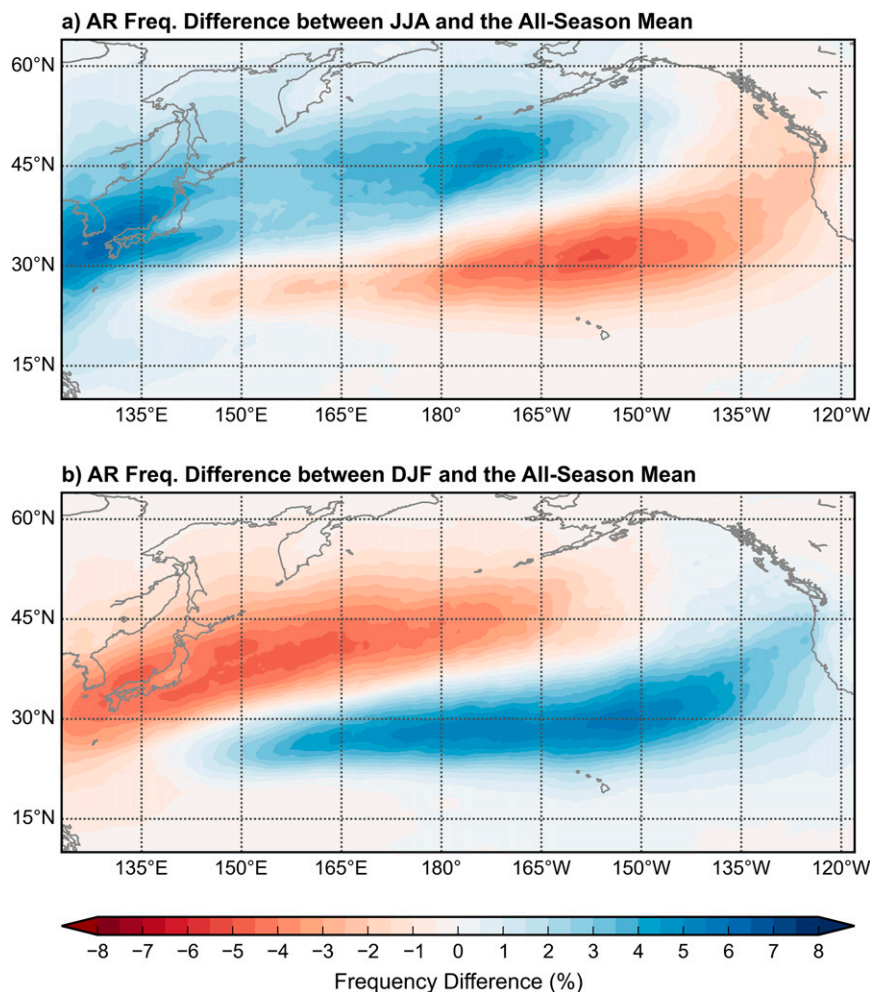 a) AR Freq. Difference between JJA and the All-Season Mean
60°N
45°N
30°N
15°N
135°E 150°E 165°E 180° 165°W 150°W 135°W 120°W
b) AR Freq. Difference between DJF and the All-Season Mean
60°N
45°N
30°N
15°N
135°E 150°E 165°E 180° 165°W 150°W 135°W 120°W
−8 −7 −6 −5 −4 −3 −2 −1 0 1 2 3 4 5 6 7 8
Frequency Difference (%)